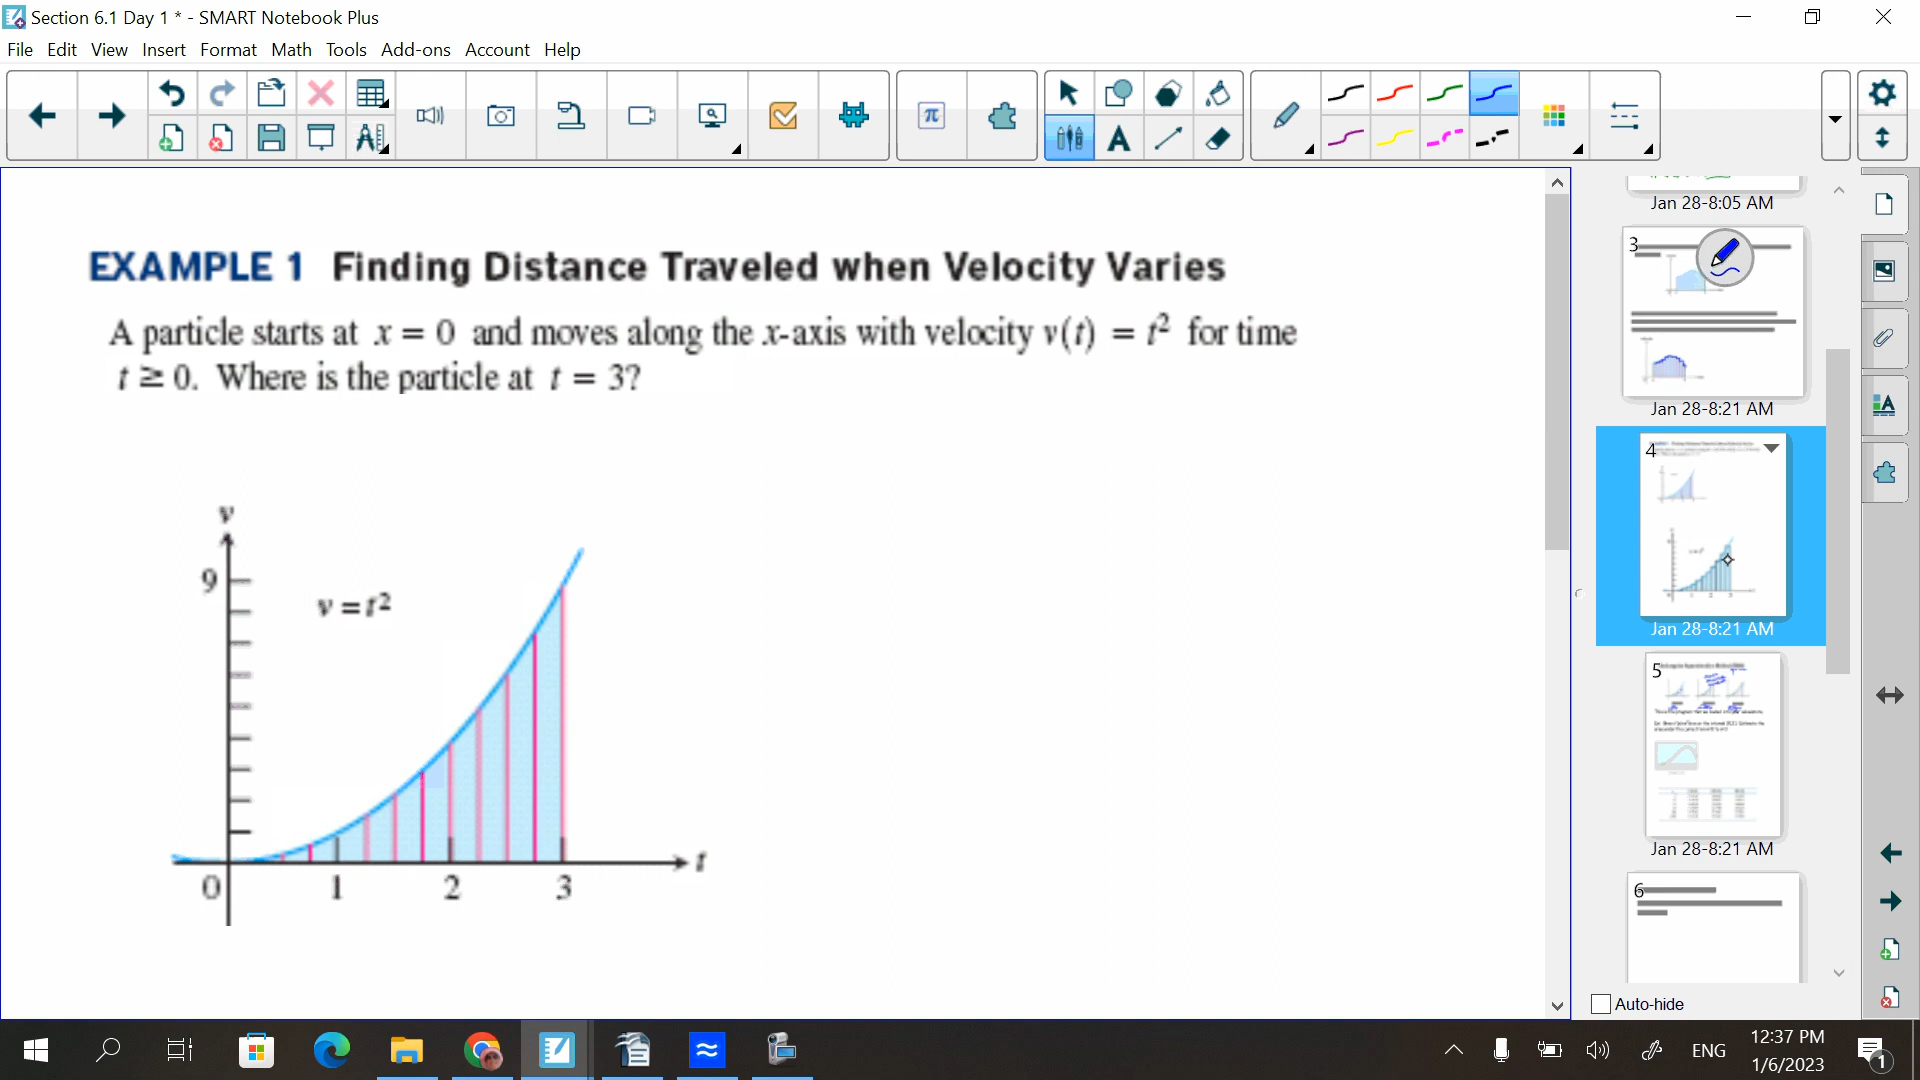 Section 6.1 Day 1 * - SMART Notebook Plus
File Edit View Insert Format Math Tools Add-ons Account Help
EXAMPLE 1 Finding Distance Traveled when Velocity Varies
A particle starts at x = 0 and moves along the x-axis with velocity v(t) = t² for time
t ≥ 0. Where is the particle at t = 3?
v
9
v = t²
t
0 1 2 3
Jan 28-8:05 AM
3
Jan 28-8:21 AM
4
Jan 28-8:21 AM
5
Jan 28-8:21 AM
6
Auto-hide
ENG
12:37 PM
1/6/2023
1